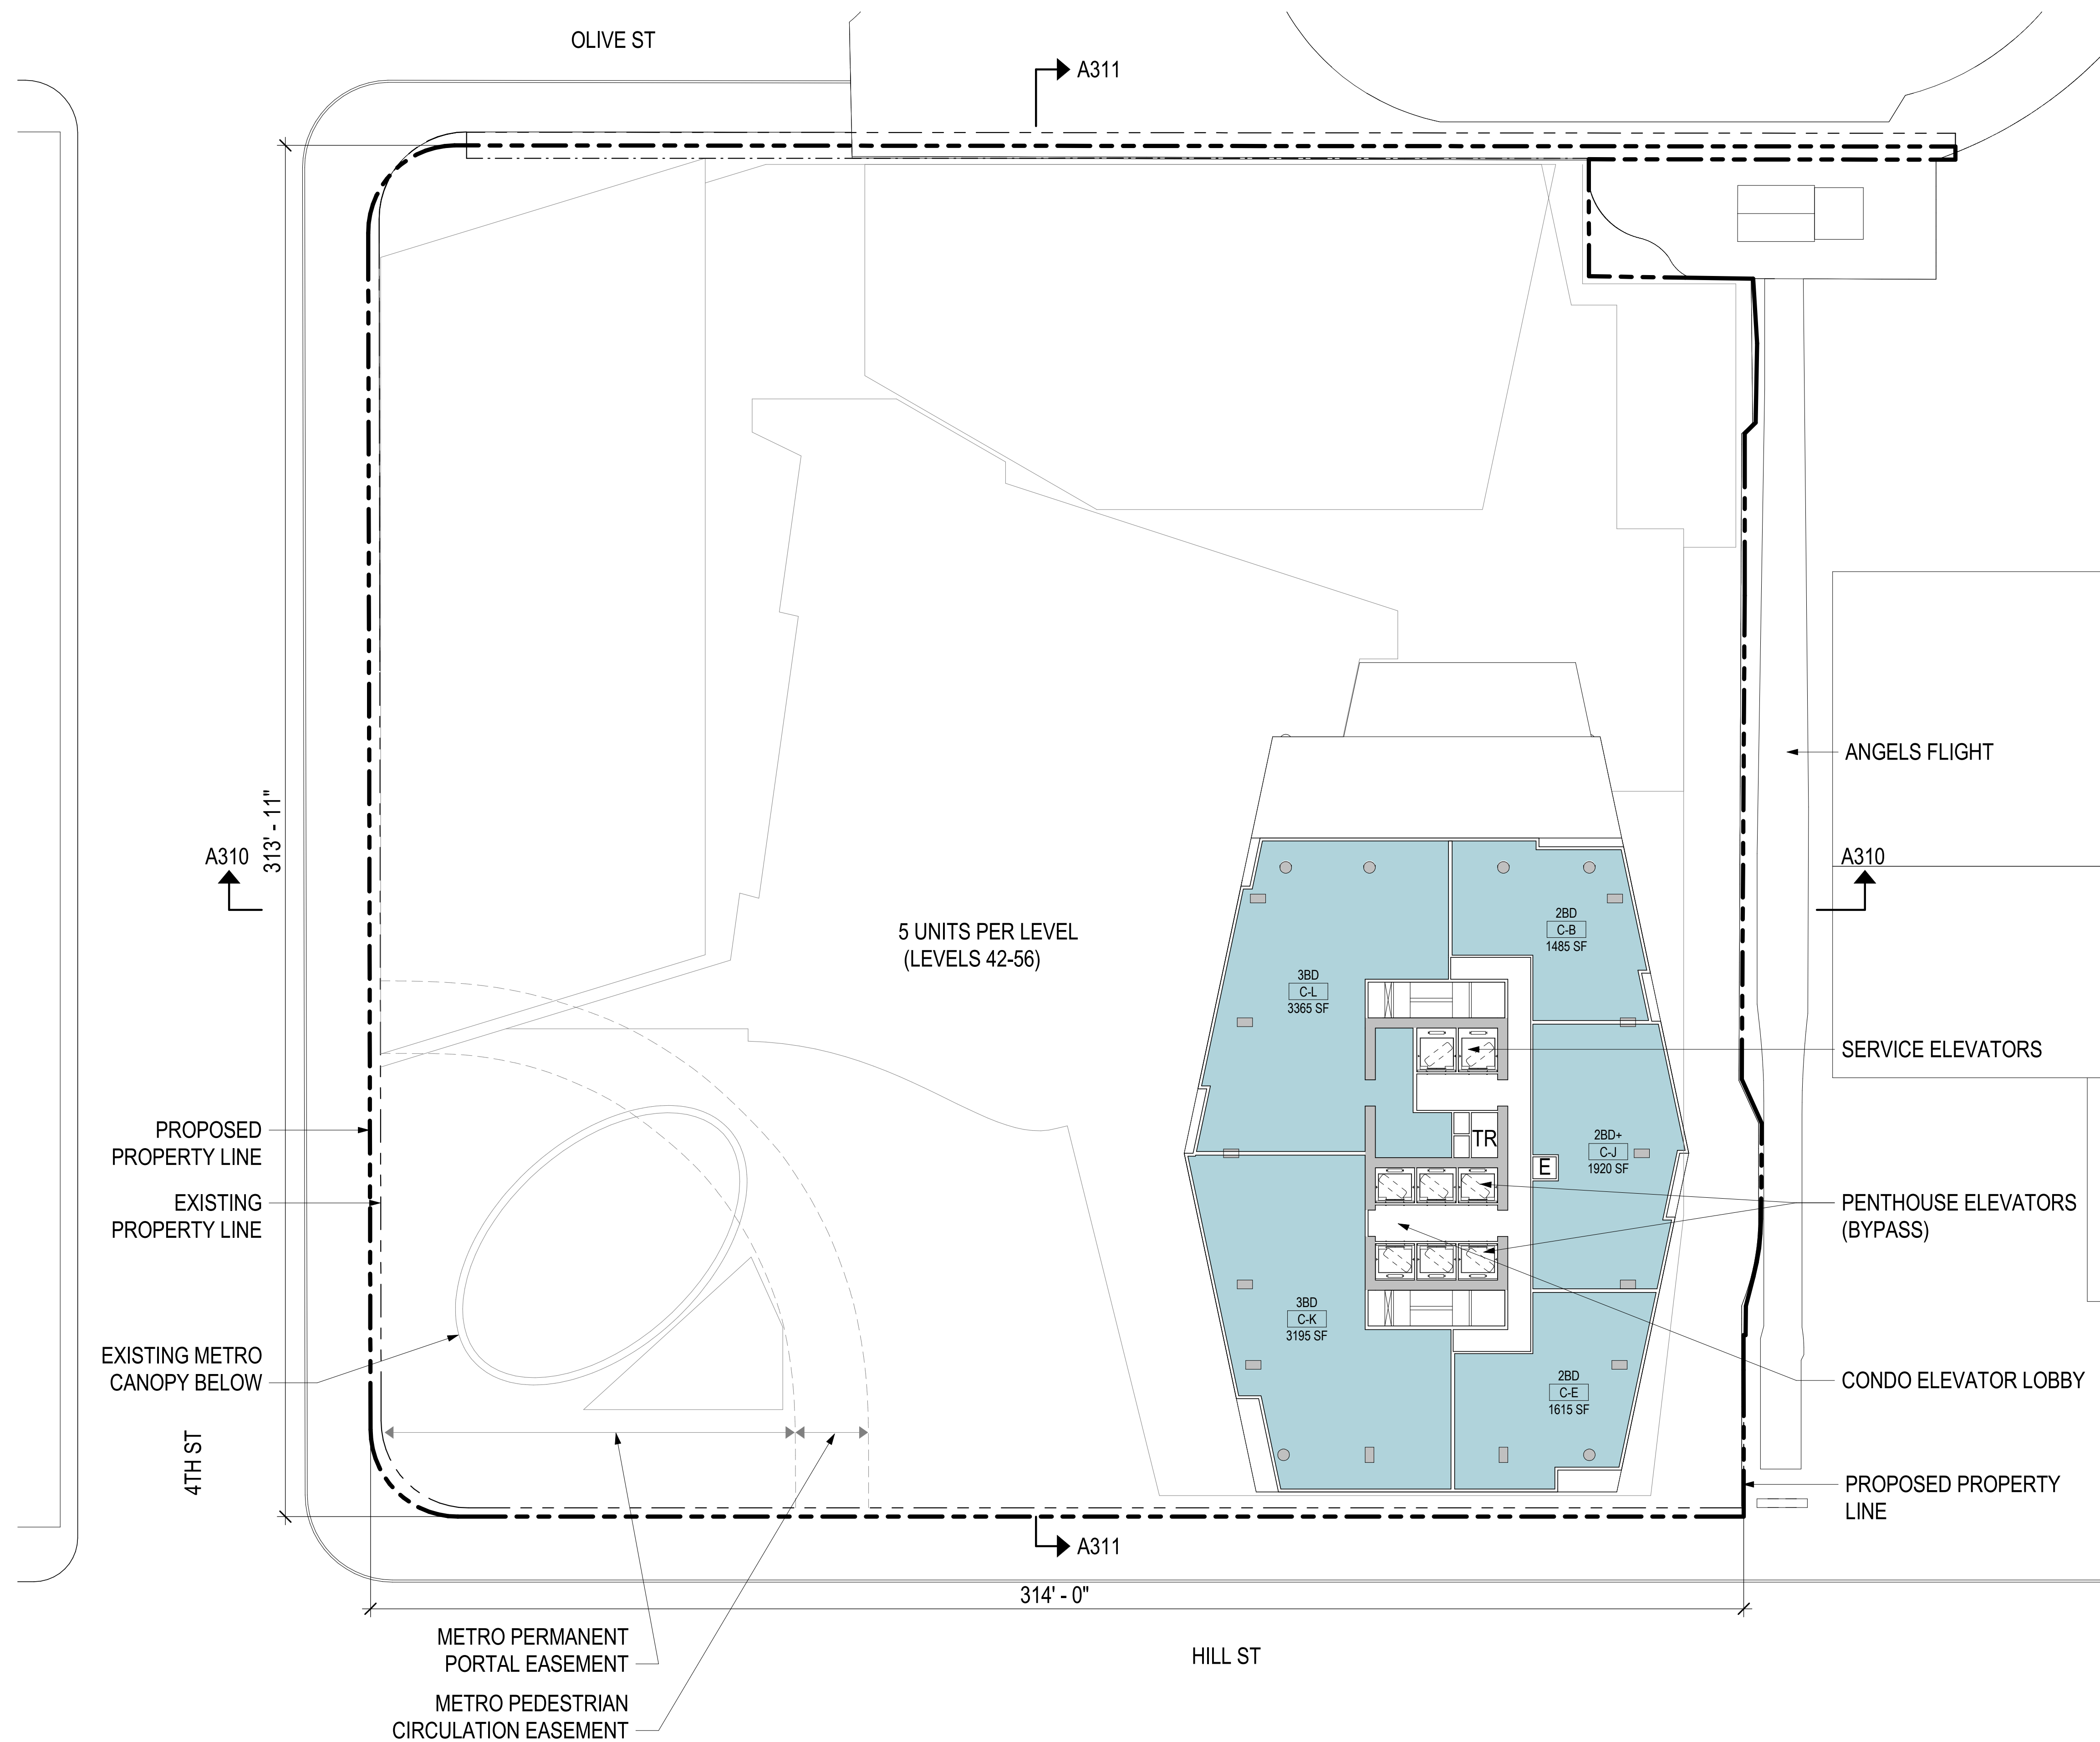 OLIVE ST
A311
ANGELS FLIGHT
313' - 11"
A310
A310
5 UNITS PER LEVEL
(LEVELS 42-56)
2BD
C-B
1485 SF
3BD
C-L
3365 SF
SERVICE ELEVATORS
PROPOSED
PROPERTY LINE
TR
2BD+
C-J
1920 SF
E
EXISTING
PROPERTY LINE
PENTHOUSE ELEVATORS
(BYPASS)
3BD
C-K
3195 SF
EXISTING METRO
CANOPY BELOW
2BD
C-E
1615 SF
CONDO ELEVATOR LOBBY
4TH ST
PROPOSED PROPERTY
LINE
A311
314' - 0"
METRO PERMANENT
PORTAL EASEMENT
HILL ST
METRO PEDESTRIAN
CIRCULATION EASEMENT